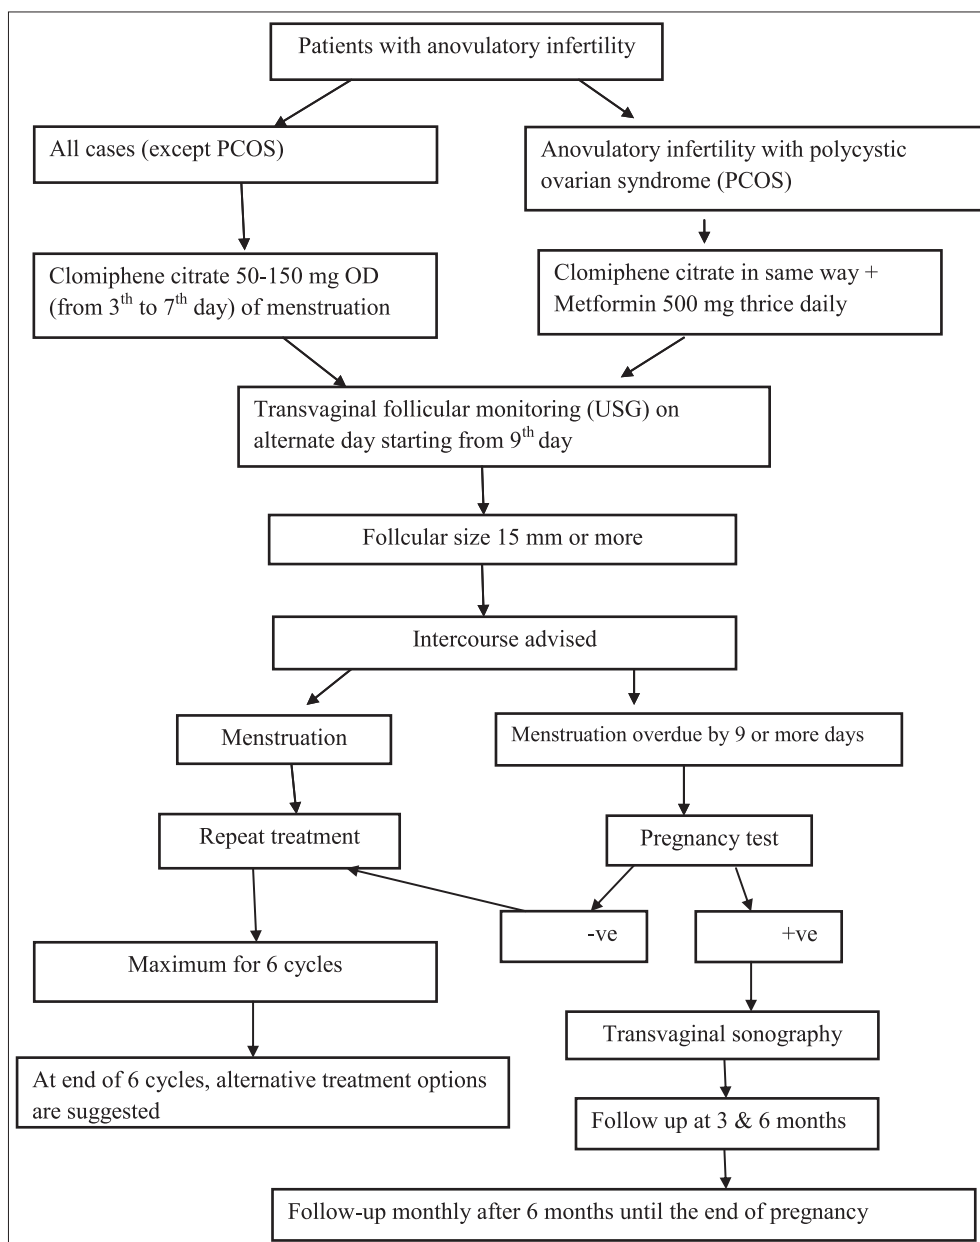 Patients with anovulatory infertility
All cases (except PCOS)
Anovulatory infertility with polycystic
ovarian syndrome (PCOS)
Clomiphene citrate 50-150 mg OD
(from 3th to 7th day) of menstruation
Clomiphene citrate in same way +
Metformin 500 mg thrice daily
Transvaginal follicular monitoring (USG) on
alternate day starting from 9th day
Follcular size 15 mm or more
Intercourse advised
Menstruation
Menstruation overdue by 9 or more days
Repeat treatment
Pregnancy test
-ve
+ve
Maximum for 6 cycles
Transvaginal sonography
At end of 6 cycles, alternative treatment options
are suggested
Follow up at 3 & 6 months
Follow-up monthly after 6 months until the end of pregnancy